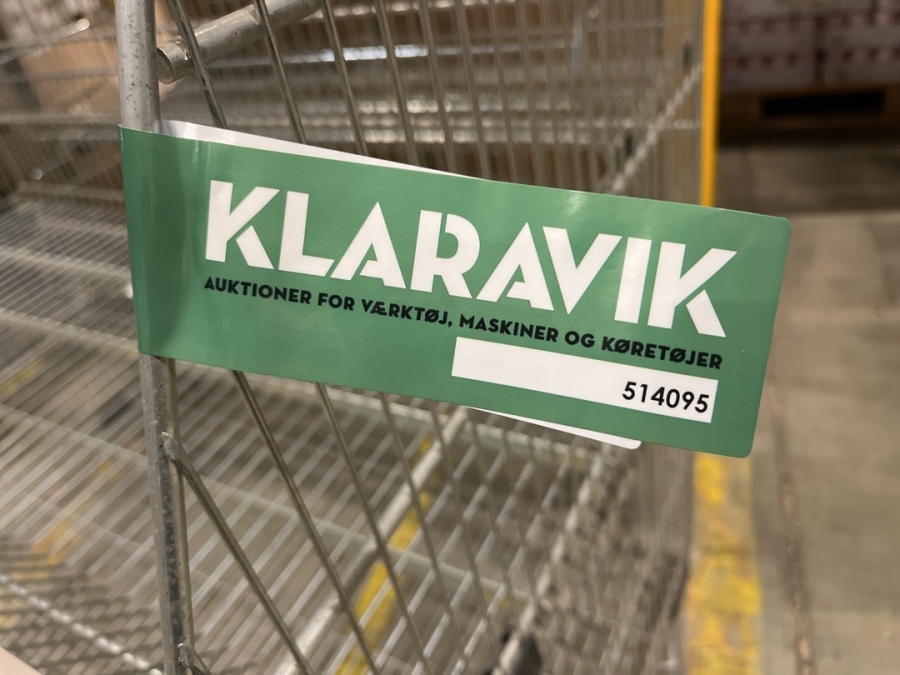 KLARAVIK
AUKTIONER FOR VÆRKTØJ, MASKINER OG KØRETØJER
514095